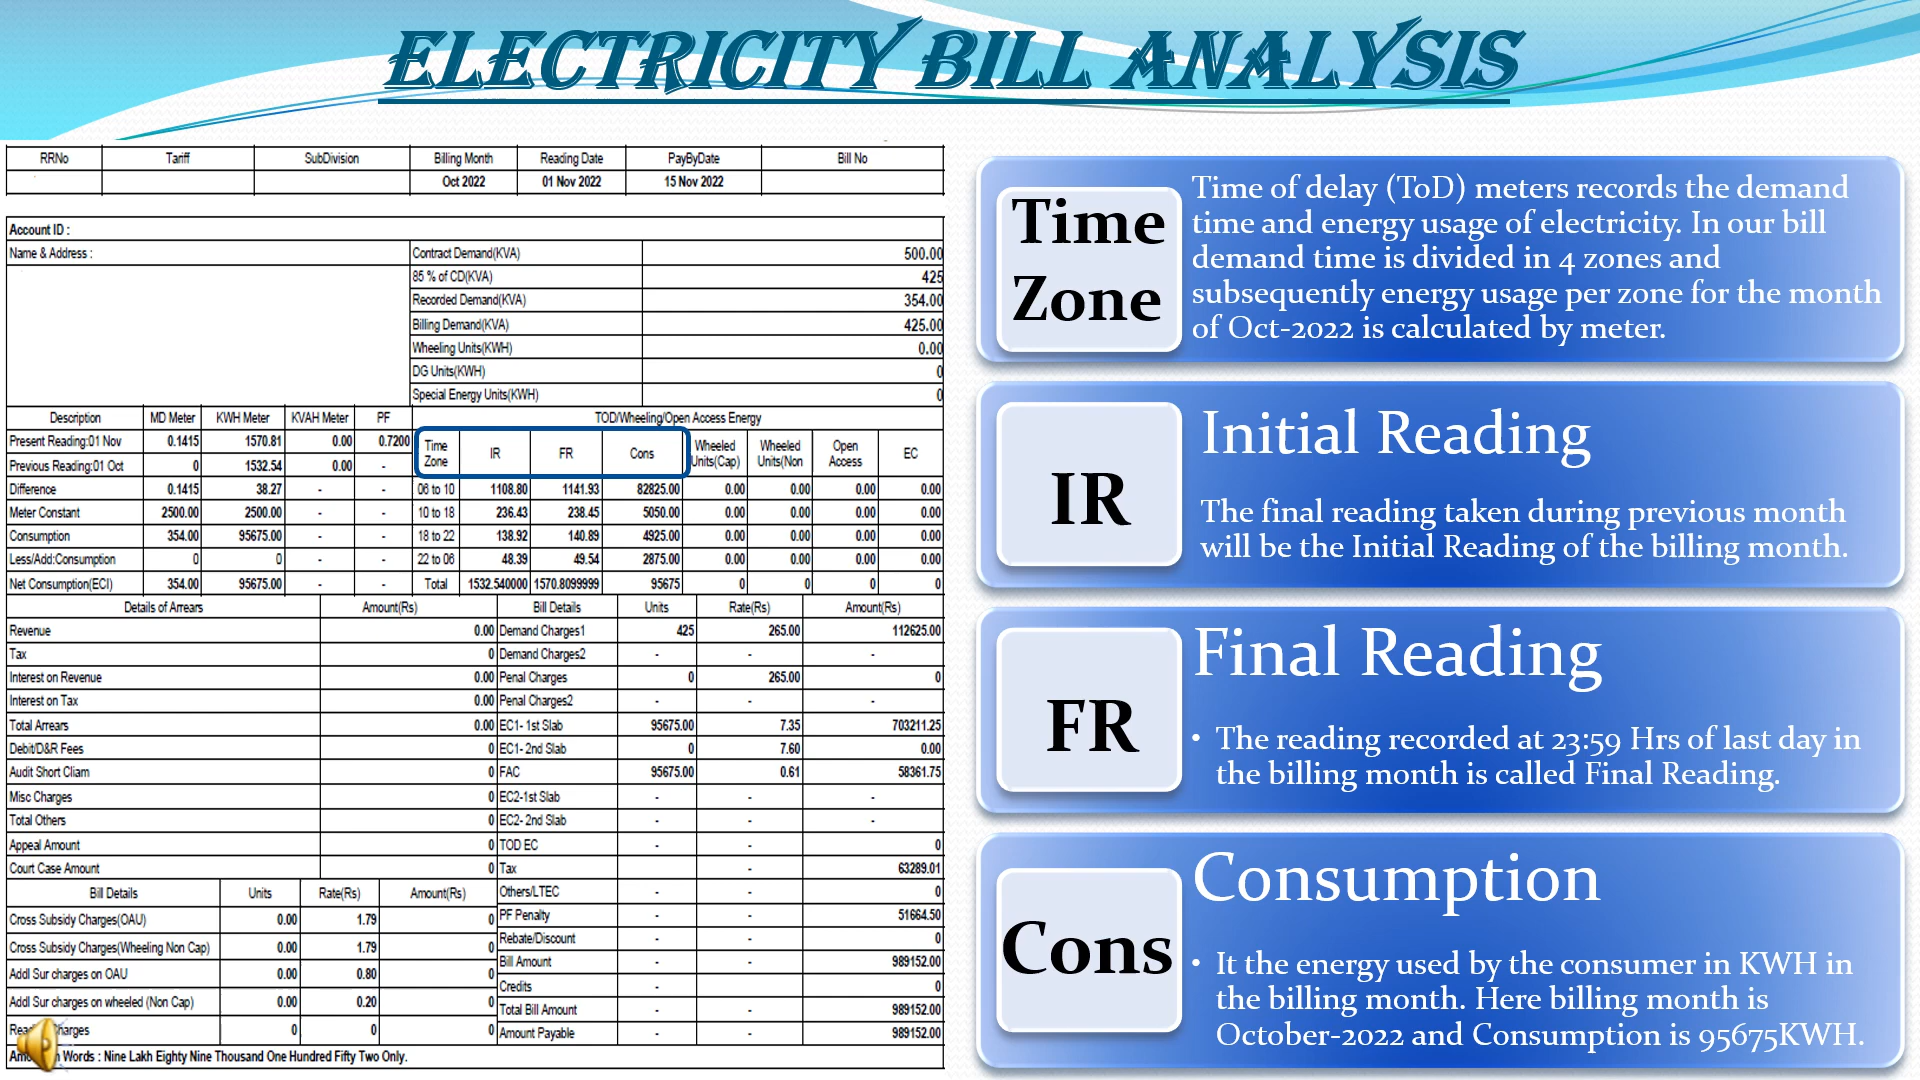 ELECTRICITY BILL ANALYSIS
RRNo Tariff SubDivision Billing Month Reading Date PayByDate Bill No
Oct 2022 01 Nov 2022 15 Nov 2022
Account ID :
Name & Address : Contract Demand(KVA) 500.00
85 % of CD(KVA) 425
Recorded Demand(KVA) 354.00
Billing Demand(KVA) 425.00
Wheeling Units(KWH) 0.00
DG Units(KWH) 0
Special Energy Units(KWH) 0
Description MD Meter KWH Meter KVAH Meter PF TOD/Wheeling/Open Access Energy
Present Reading:01 Nov 0.1415 1570.81 0.00 0.7200 Time Zone IR FR Cons Wheeled Units(Cap) Wheeled Units(Non Open Access EC
Previous Reading:01 Oct 0 1532.54 0.00 -
Difference 0.1415 38.27 - - 06 to 10 1108.80 1141.93 82825.00 0.00 0.00 0.00 0.00
Meter Constant 2500.00 2500.00 - - 10 to 18 236.43 238.45 5050.00 0.00 0.00 0.00 0.00
Consumption 354.00 95675.00 - - 18 to 22 138.92 140.89 4925.00 0.00 0.00 0.00 0.00
Less/Add:Consumption 0 0 - - 22 to 06 48.39 49.54 2875.00 0.00 0.00 0.00 0.00
Net Consumption(ECI) 354.00 95675.00 - - Total 1532.540000 1570.8099999 95675 0 0 0 0
Details of Arrears Amount(Rs) Bill Details Units Rate(Rs) Amount(Rs)
Revenue 0.00 Demand Charges1 425 265.00 112625.00
Tax 0 Demand Charges2 - - -
Interest on Revenue 0.00 Penal Charges 0 265.00 0
Interest on Tax 0.00 Penal Charges2 - - -
Total Arrears 0.00 EC1- 1st Slab 95675.00 7.35 703211.25
Debit/D&R Fees 0 EC1- 2nd Slab 0 7.60 0.00
Audit Short Cliam 0 FAC 95675.00 0.61 58361.75
Misc Charges 0 EC2-1st Slab - - -
Total Others 0 EC2- 2nd Slab - - -
Appeal Amount 0 TOD EC - - 0
Court Case Amount 0 Tax - 63289.01
Bill Details Units Rate(Rs) Amount(Rs) Others/LTEC - - 0
Cross Subsidy Charges(OAU) 0.00 1.79 0 PF Penalty - - 51664.50
Cross Subsidy Charges(Wheeling Non Cap) 0.00 1.79 0 Rebate/Discount - - 0
Addl Sur charges on OAU 0.00 0.80 0 Bill Amount - - 989152.00
Addl Sur charges on wheeled (Non Cap) 0.00 0.20 0 Credits - 0
Total Bill Amount - - 989152.00
harges 0 0 0 Amount Payable - - 989152.00
Words : Nine Lakh Eighty Nine Thousand One Hundred Fifty Two Only.
Time
Zone
Time of delay (ToD) meters records the demand
time and energy usage of electricity. In our bill
demand time is divided in 4 zones and
subsequently energy usage per zone for the month
of Oct-2022 is calculated by meter.
IR
Initial Reading
The final reading taken during previous month
will be the Initial Reading of the billing month.
FR
Final Reading
• The reading recorded at 23:59 Hrs of last day in
the billing month is called Final Reading.
Cons
Consumption
• It the energy used by the consumer in KWH in
the billing month. Here billing month is
October-2022 and Consumption is 95675KWH.